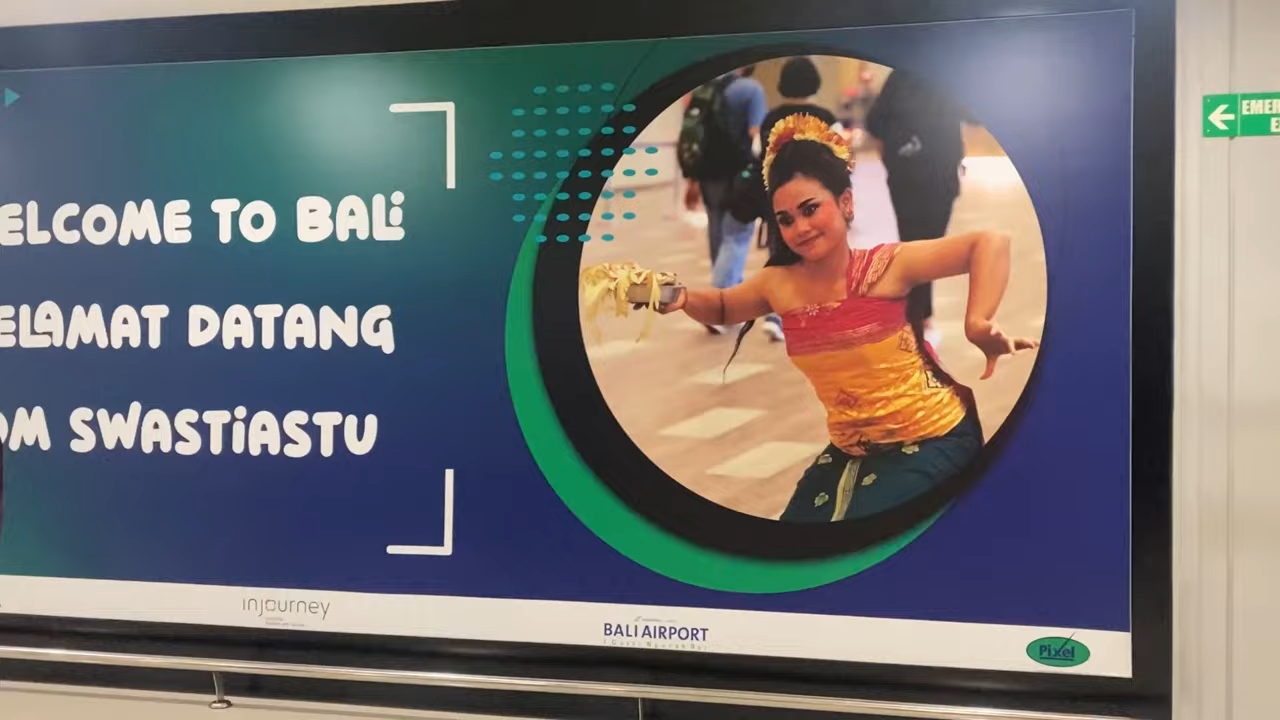 ELCOME TO BALi
ELAMAT DATANG
OM SWASTiASTU
injourney
BALI AIRPORT
Pixel
EMER
E